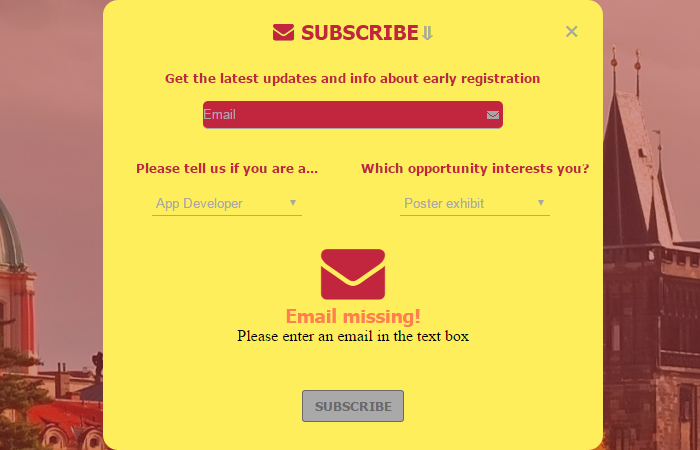 SUBSCRIBE⇓
×
Get the latest updates and info about early registration
Email
Please tell us if you are a...
Which opportunity interests you?
App Developer ▼
Poster exhibit ▼
Email missing!
Please enter an email in the text box
SUBSCRIBE